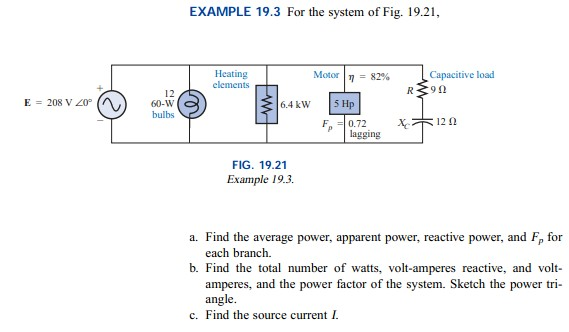 EXAMPLE 19.3 For the system of Fig. 19.21,
E = 208 V ∠0°
+
–
12
60-W
bulbs
Heating
elements
6.4 kW
Motor η = 82%
5 Hp
Fp = 0.72
lagging
Capacitive load
R 9 Ω
XC 12 Ω
FIG. 19.21
Example 19.3.
a. Find the average power, apparent power, reactive power, and Fp for
each branch.
b. Find the total number of watts, volt-amperes reactive, and volt-
amperes, and the power factor of the system. Sketch the power tri-
angle.
c. Find the source current I.